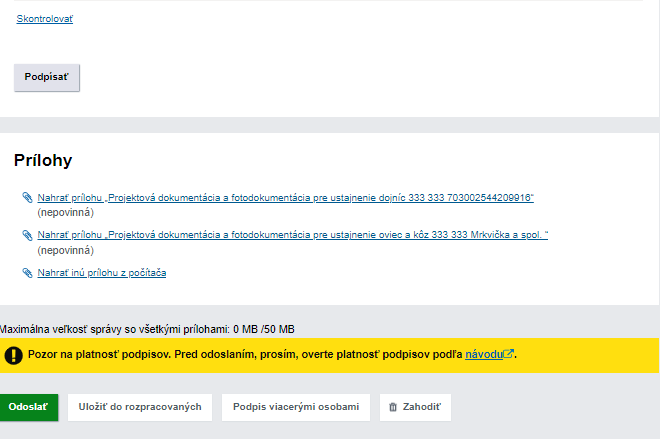 Skontrolovať
Podpísať
Prílohy
Nahrať prílohu „Projektová dokumentácia a fotodokumentácia pre ustajnenie dojníc 333 333 703002544209916“
(nepovinná)
Nahrať prílohu „Projektová dokumentácia a fotodokumentácia pre ustajnenie oviec a kôz 333 333 Mrkvička a spol. “
(nepovinná)
Nahrať inú prílohu z počítača
Maximálna veľkosť správy so všetkými prílohami: 0 MB /50 MB
Pozor na platnosť podpisov. Pred odoslaním, prosím, overte platnosť podpisov podľa návodu.
Odoslať Uložiť do rozpracovaných Podpis viacerými osobami Zahodiť